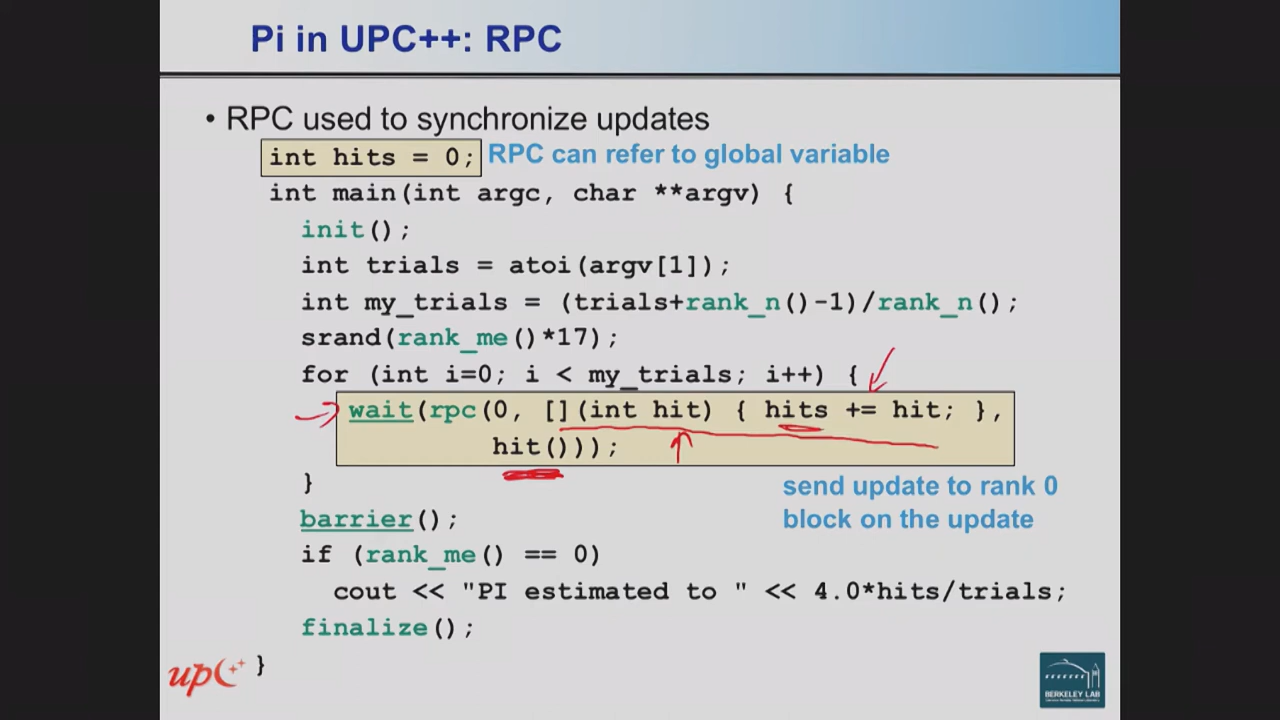 Pi in UPC++: RPC
• RPC used to synchronize updates
int hits = 0; RPC can refer to global variable
int main(int argc, char **argv) {
init();
int trials = atoi(argv[1]);
int my_trials = (trials+rank_n()-1)/rank_n();
srand(rank_me()*17);
for (int i=0; i < my_trials; i++) {
wait(rpc(0, [](int hit) { hits += hit; },
hit()));
}
send update to rank 0
block on the update
barrier();
if (rank_me() == 0)
cout << "PI estimated to " << 4.0*hits/trials;
finalize();
}
upc++
BERKELEY LAB